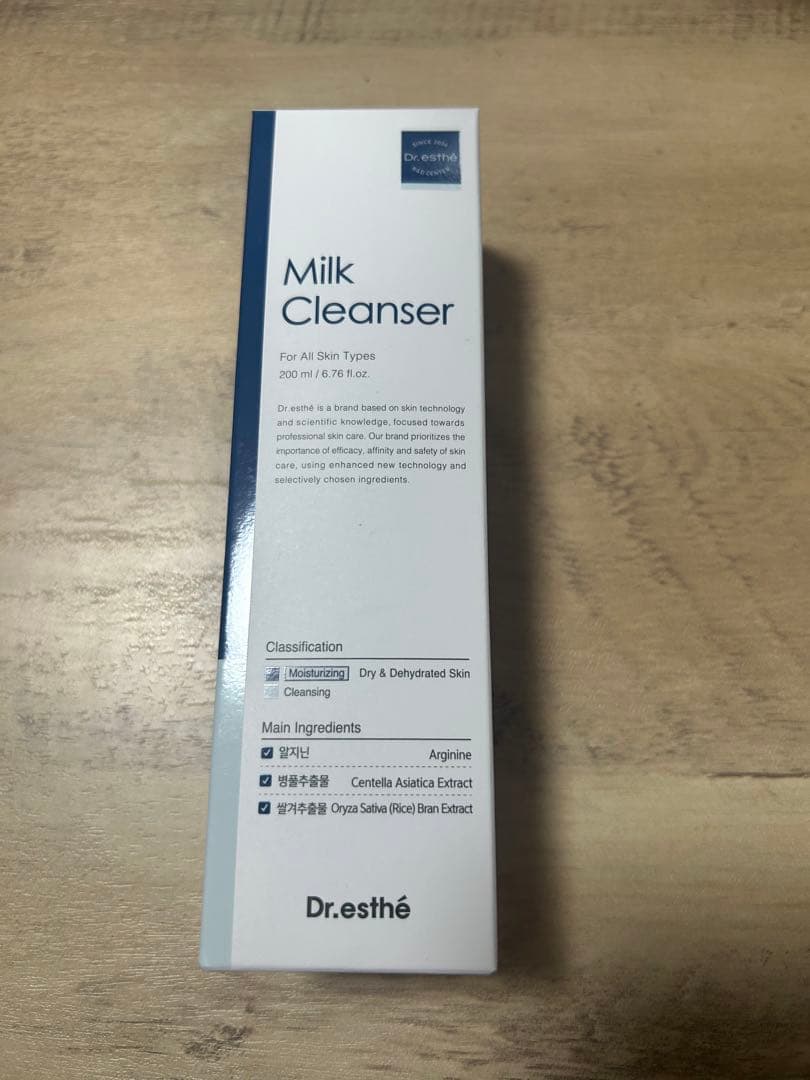 SINCE 2004
Dr.esthé
R&D CENTER
Milk
Cleanser
For All Skin Types
200 ml / 6.76 fl.oz.
Dr.esthé is a brand based on skin technology
and scientific knowledge, focused towards
professional skin care. Our brand prioritizes the
importance of efficacy, affinity and safety of skin
care, using enhanced new technology and
selectively chosen ingredients.
Classification
Moisturizing Dry & Dehydrated Skin
Cleansing
Main Ingredients
알지닌 Arginine
병풀추출물 Centella Asiatica Extract
쌀겨추출물 Oryza Sativa (Rice) Bran Extract
Dr.esthé